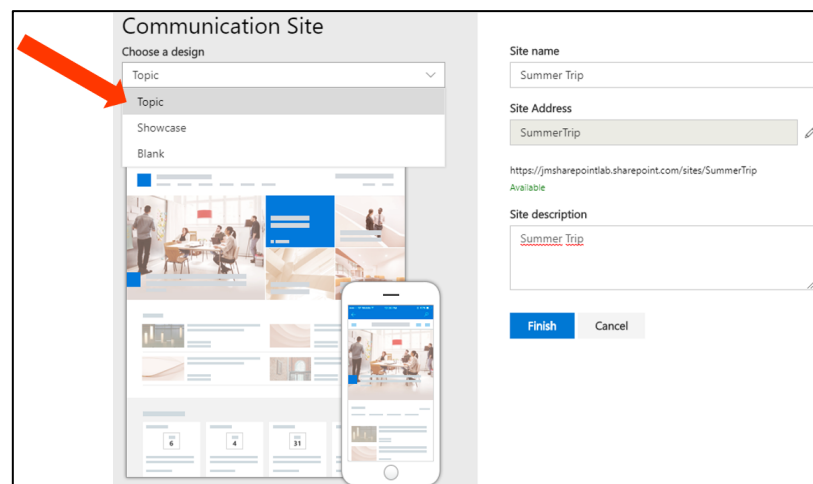 Communication Site
Choose a design
Topic
Topic
Showcase
Blank
6
4
31
Site name
Summer Trip
Site Address
SummerTrip
https://jmsharepointlab.sharepoint.com/sites/SummerTrip
Available
Site description
Summer Trip
Finish
Cancel